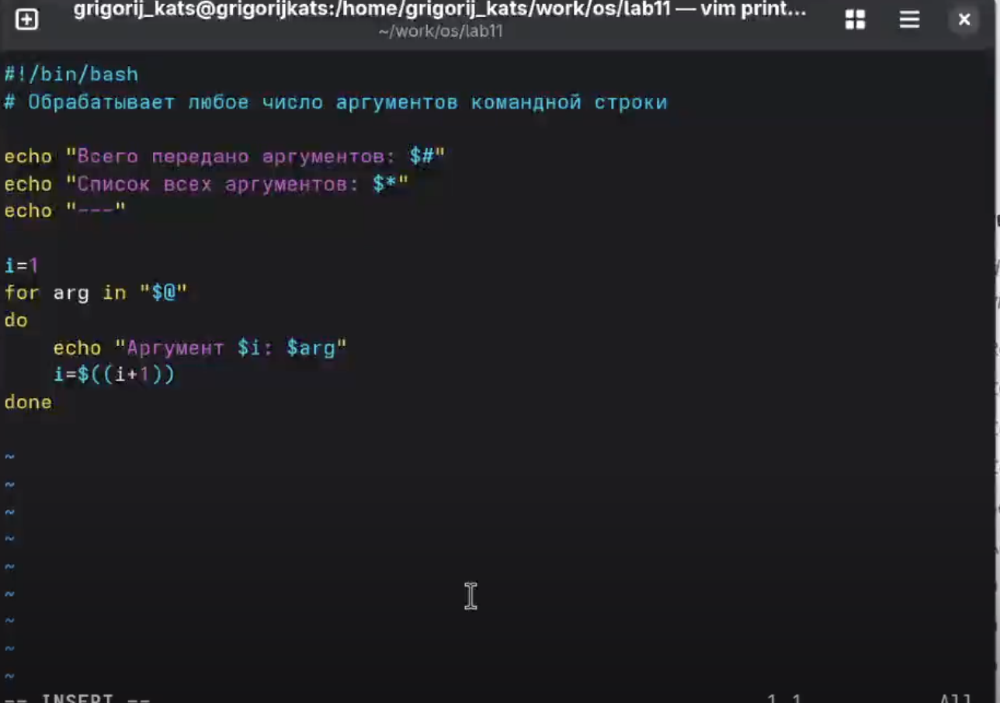 grigorij_kats@grigorijkats:/home/grigorij_kats/work/os/lab11 — vim print…
~/work/os/lab11
#!/bin/bash
# Обрабатывает любое число аргументов командной строки
echo "Всего передано аргументов: $#"
echo "Список всех аргументов: $*"
echo "---"
i=1
for arg in "$@"
do
    echo "Аргумент $i: $arg"
    i=$((i+1))
done
~
~
~
~
~
~
~
~
~
-- INSERT -- 1,1 All